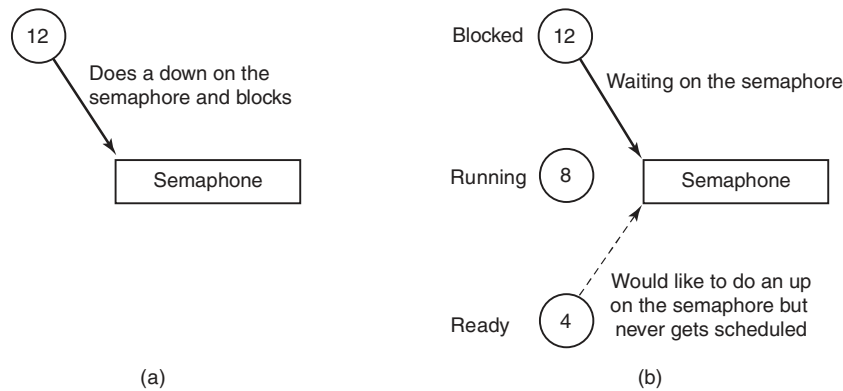 12
Does a down on the
semaphore and blocks
Semaphone
(a)
Blocked
12
Waiting on the semaphore
Running
8
Semaphone
Would like to do an up
on the semaphore but
never gets scheduled
Ready
4
(b)